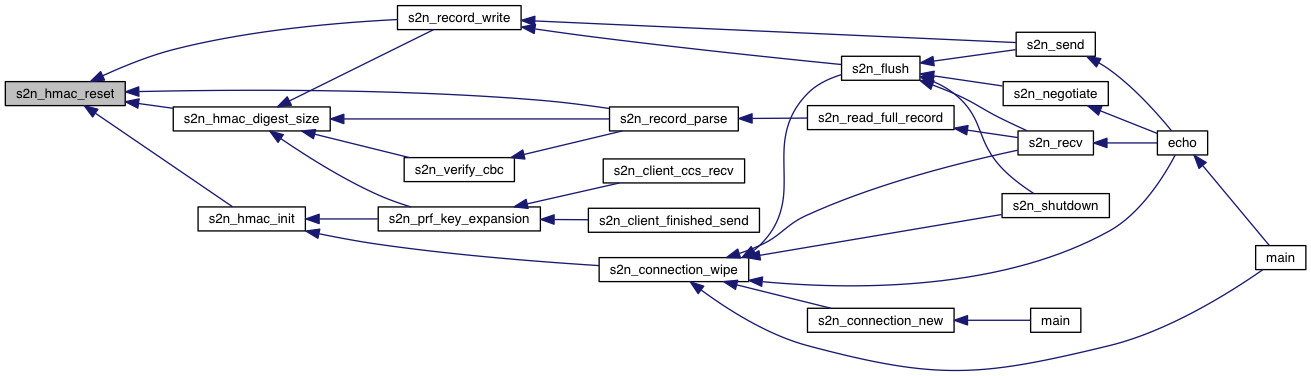 s2n_record_write
s2n_send
s2n_flush
s2n_hmac_reset
s2n_negotiate
s2n_hmac_digest_size
s2n_record_parse
s2n_read_full_record
s2n_recv
echo
s2n_verify_cbc
s2n_client_ccs_recv
s2n_shutdown
s2n_hmac_init
s2n_prf_key_expansion
s2n_client_finished_send
main
s2n_connection_wipe
s2n_connection_new
main